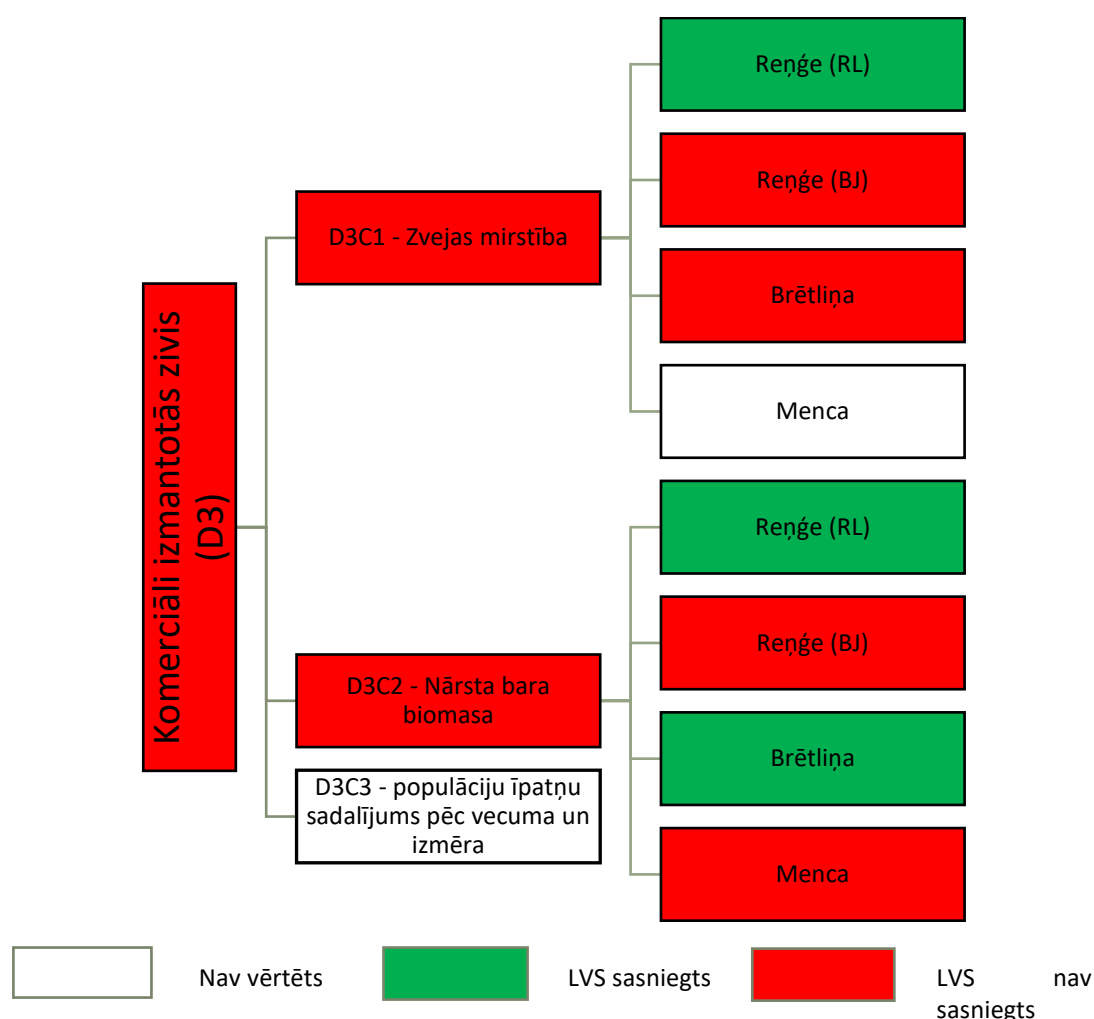 Komerciāli izmantotās zivis
(D3)
D3C1 - Zvejas mirstība
Reņģe (RL)
Reņģe (BJ)
Brētliņa
Menca
D3C2 - Nārsta bara
biomasa
Reņģe (RL)
Reņģe (BJ)
Brētliņa
Menca
D3C3 - populāciju īpatņu
sadalījums pēc vecuma un
izmēra
Nav vērtēts
LVS sasniegts
LVS nav
sasniegts